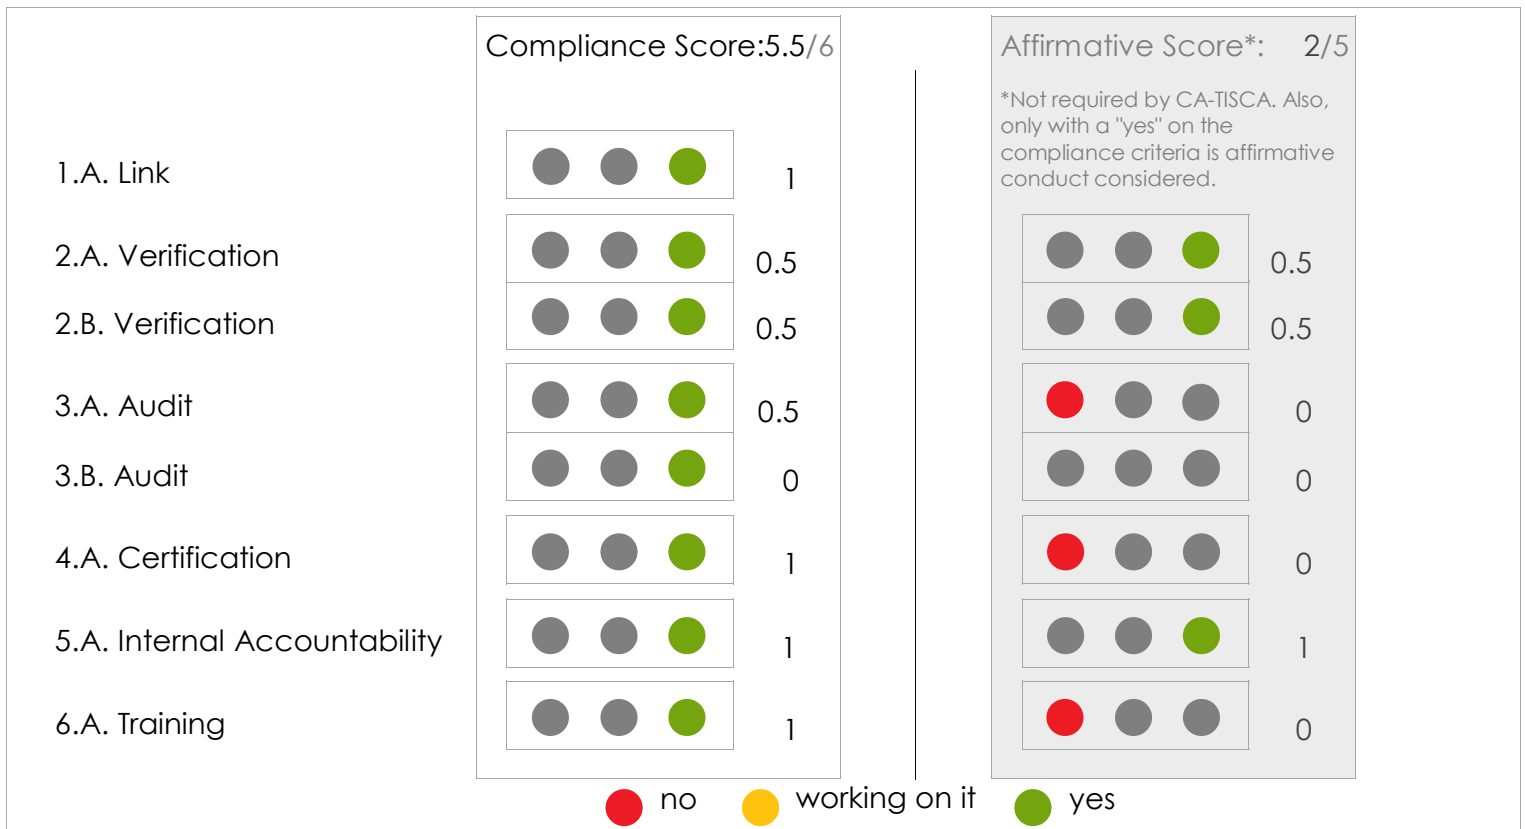 Compliance Score:5.5/6
Affirmative Score*: 2/5
*Not required by CA-TISCA. Also,
only with a "yes" on the
compliance criteria is affirmative
conduct considered.
1.A. Link 1
2.A. Verification 0.5 0.5
2.B. Verification 0.5 0.5
3.A. Audit 0.5 0
3.B. Audit 0 0
4.A. Certification 1 0
5.A. Internal Accountability 1 1
6.A. Training 1 0
no working on it yes